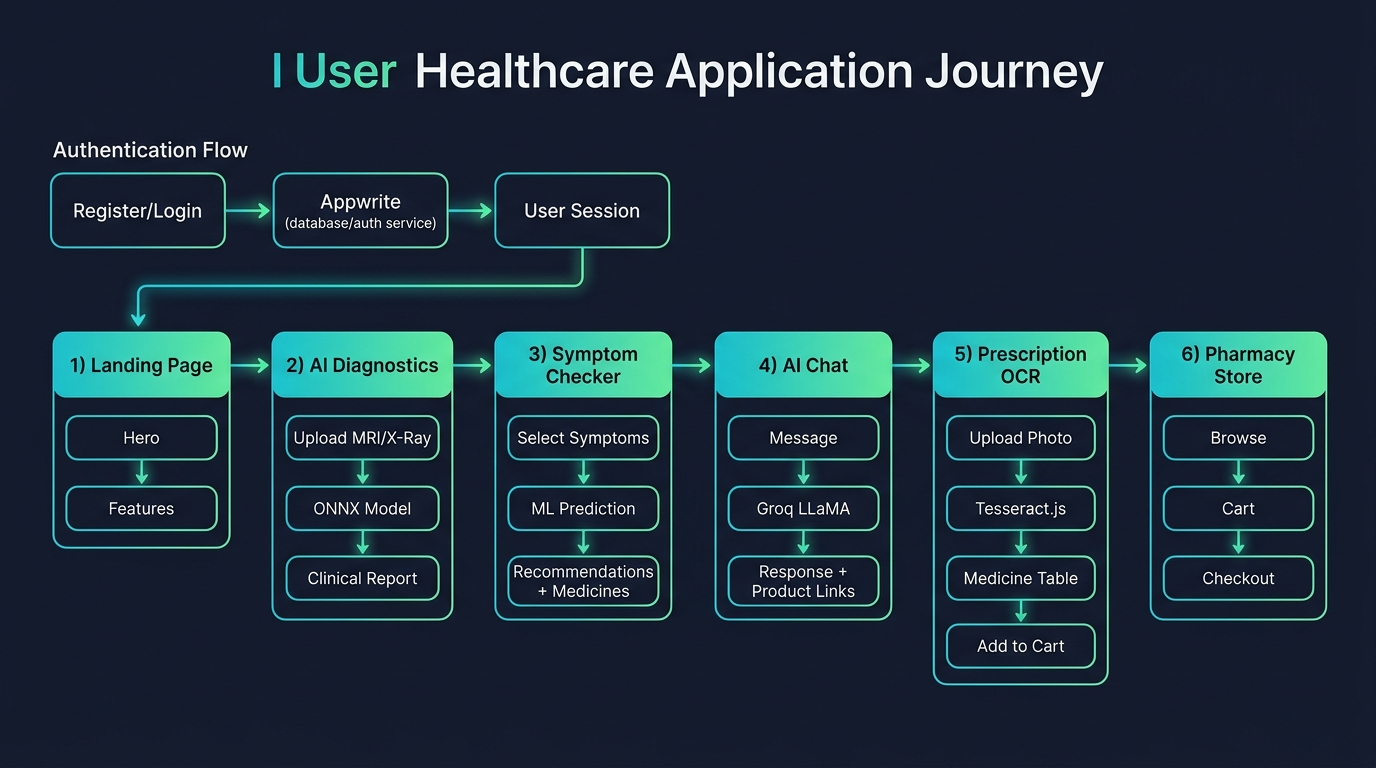 I User Healthcare Application Journey
Authentication Flow
Register/Login
Appwrite
(database/auth service)
User Session
1) Landing Page
Hero
Features
2) AI Diagnostics
Upload MRI/X-Ray
ONNX Model
Clinical Report
3) Symptom
Checker
Select Symptoms
ML Prediction
Recommendations
+ Medicines
4) AI Chat
Message
Groq LLaMA
Response +
Product Links
5) Prescription
OCR
Upload Photo
Tesseract.js
Medicine Table
Add to Cart
6) Pharmacy
Store
Browse
Cart
Checkout